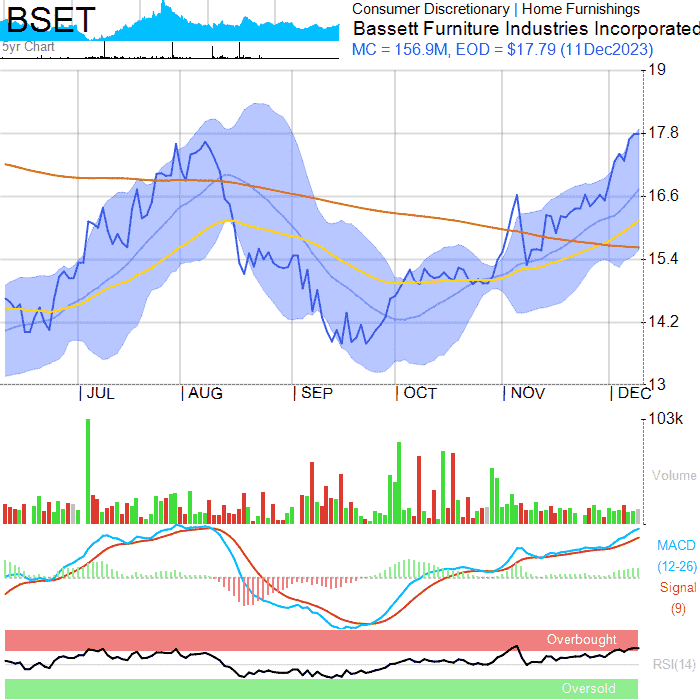 BSET
5yr Chart
Consumer Discretionary | Home Furnishings
Bassett Furniture Industries Incorporated
MC = 156.9M, EOD = $17.79 (11Dec2023)
19
17.8
16.6
15.4
14.2
13
JUL AUG SEP OCT NOV DEC
103k
Volume
MACD
(12-26)
Signal
(9)
Overbought
RSI(14)
Oversold